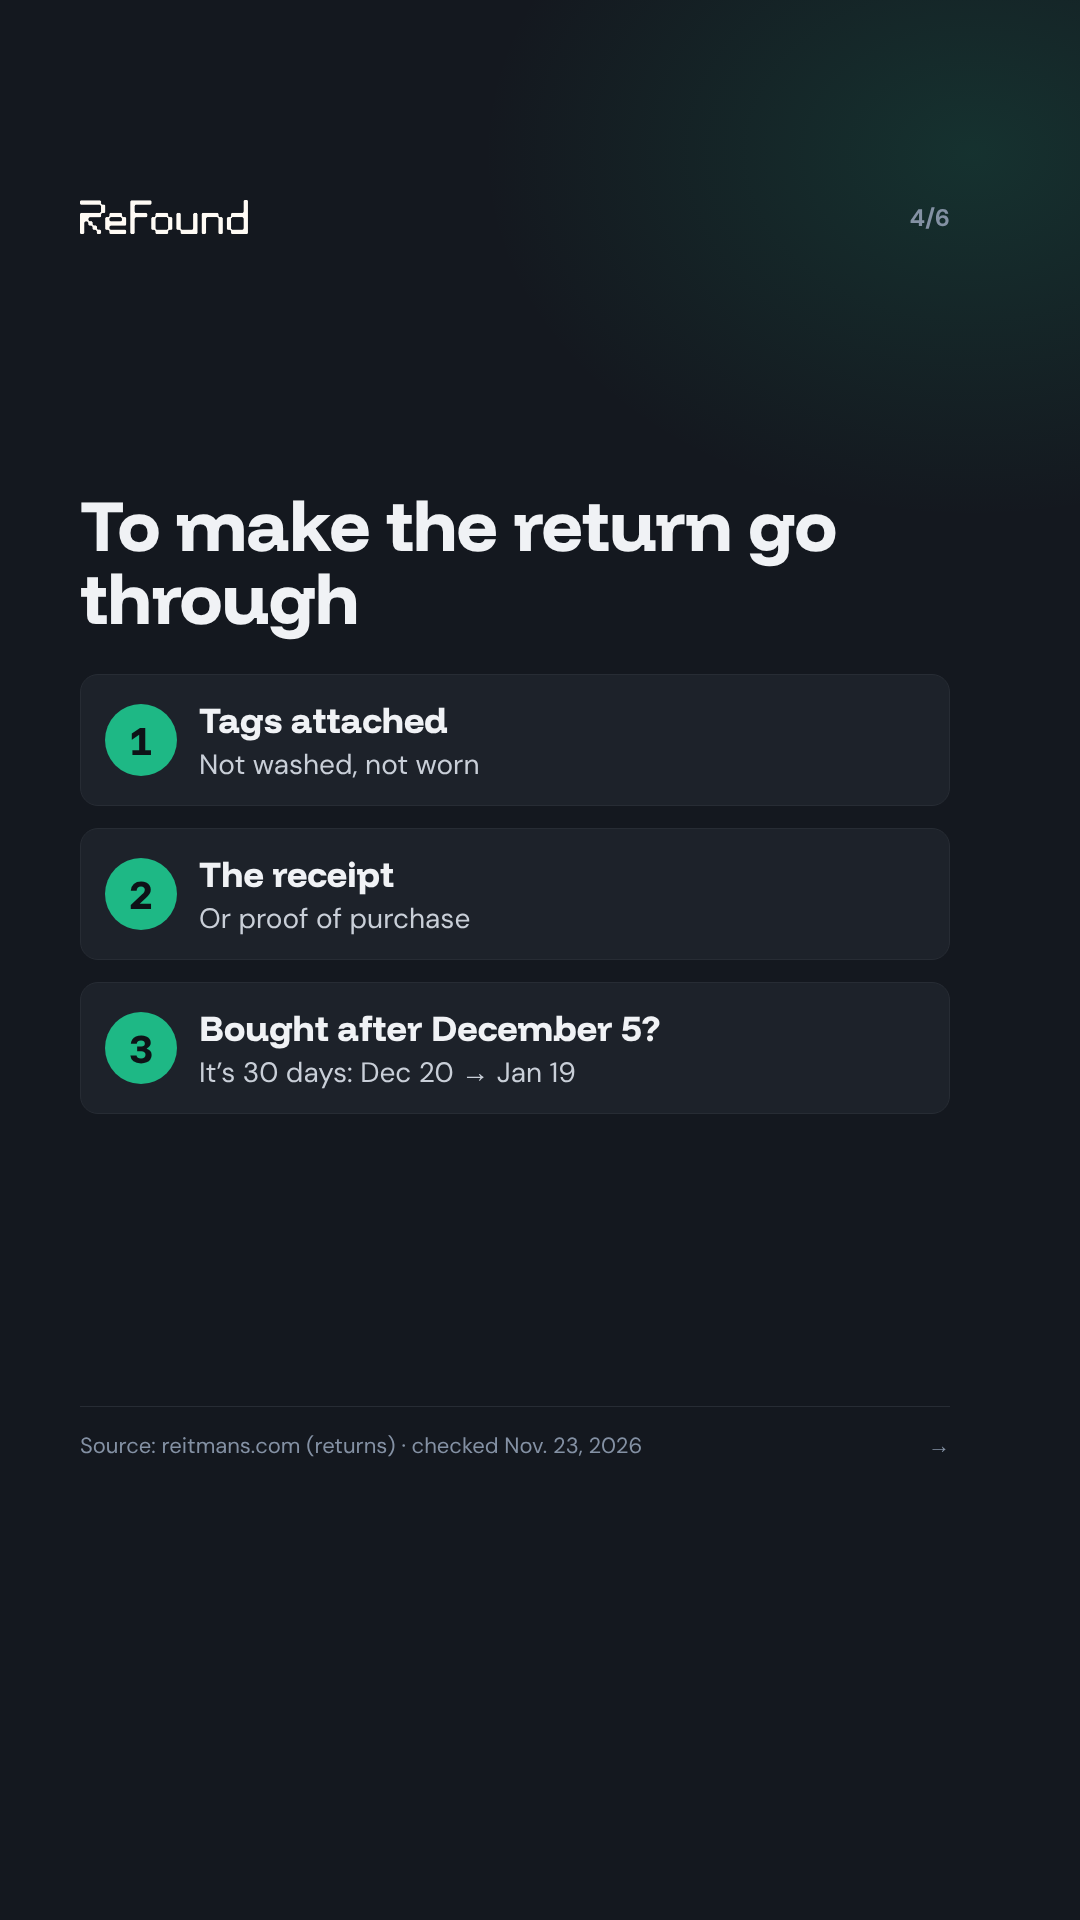 ReFound
4/6
To make the return go
through
1
Tags attached
Not washed, not worn
2
The receipt
Or proof of purchase
3
Bought after December 5?
It’s 30 days: Dec 20 → Jan 19
Source: reitmans.com (returns) · checked Nov. 23, 2026
→